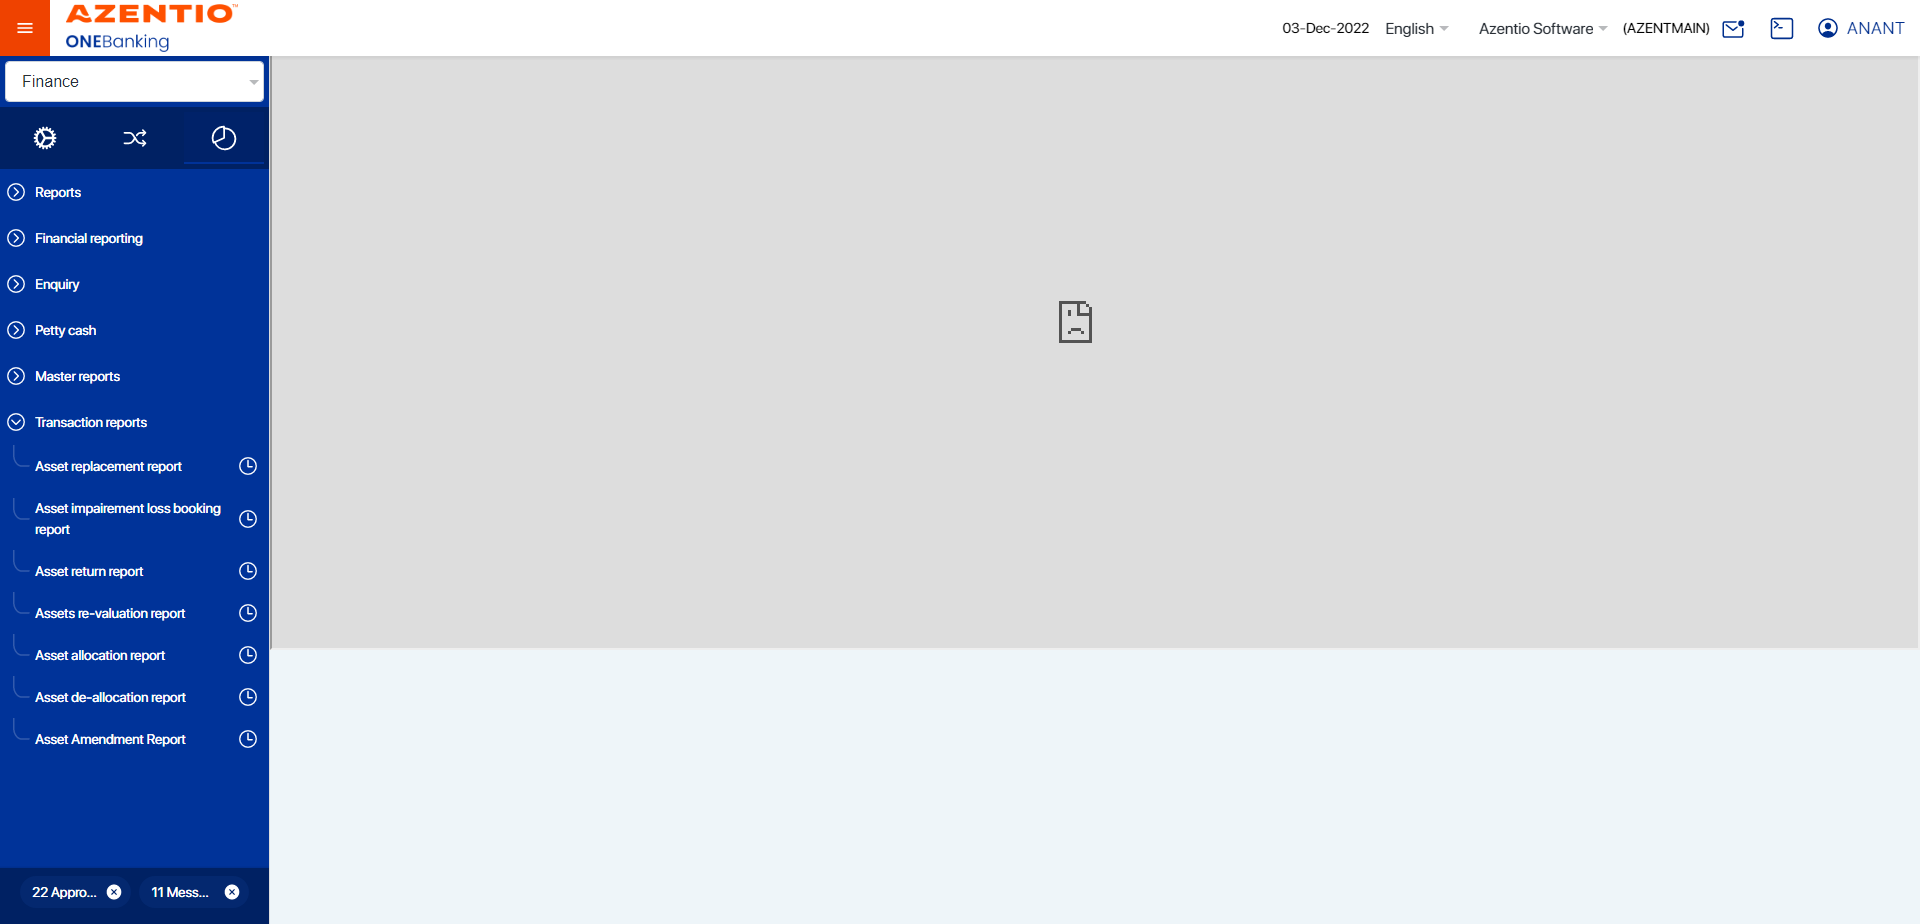 AZENTIO™
ONEBanking
03-Dec-2022
English
Azentio Software
(AZENTMAIN)
ANANT
Finance
Reports
Financial reporting
Enquiry
Petty cash
Master reports
Transaction reports
Asset replacement report
Asset impairement loss booking
report
Asset return report
Assets re-valuation report
Asset allocation report
Asset de-allocation report
Asset Amendment Report
22 Appro...
11 Mess...